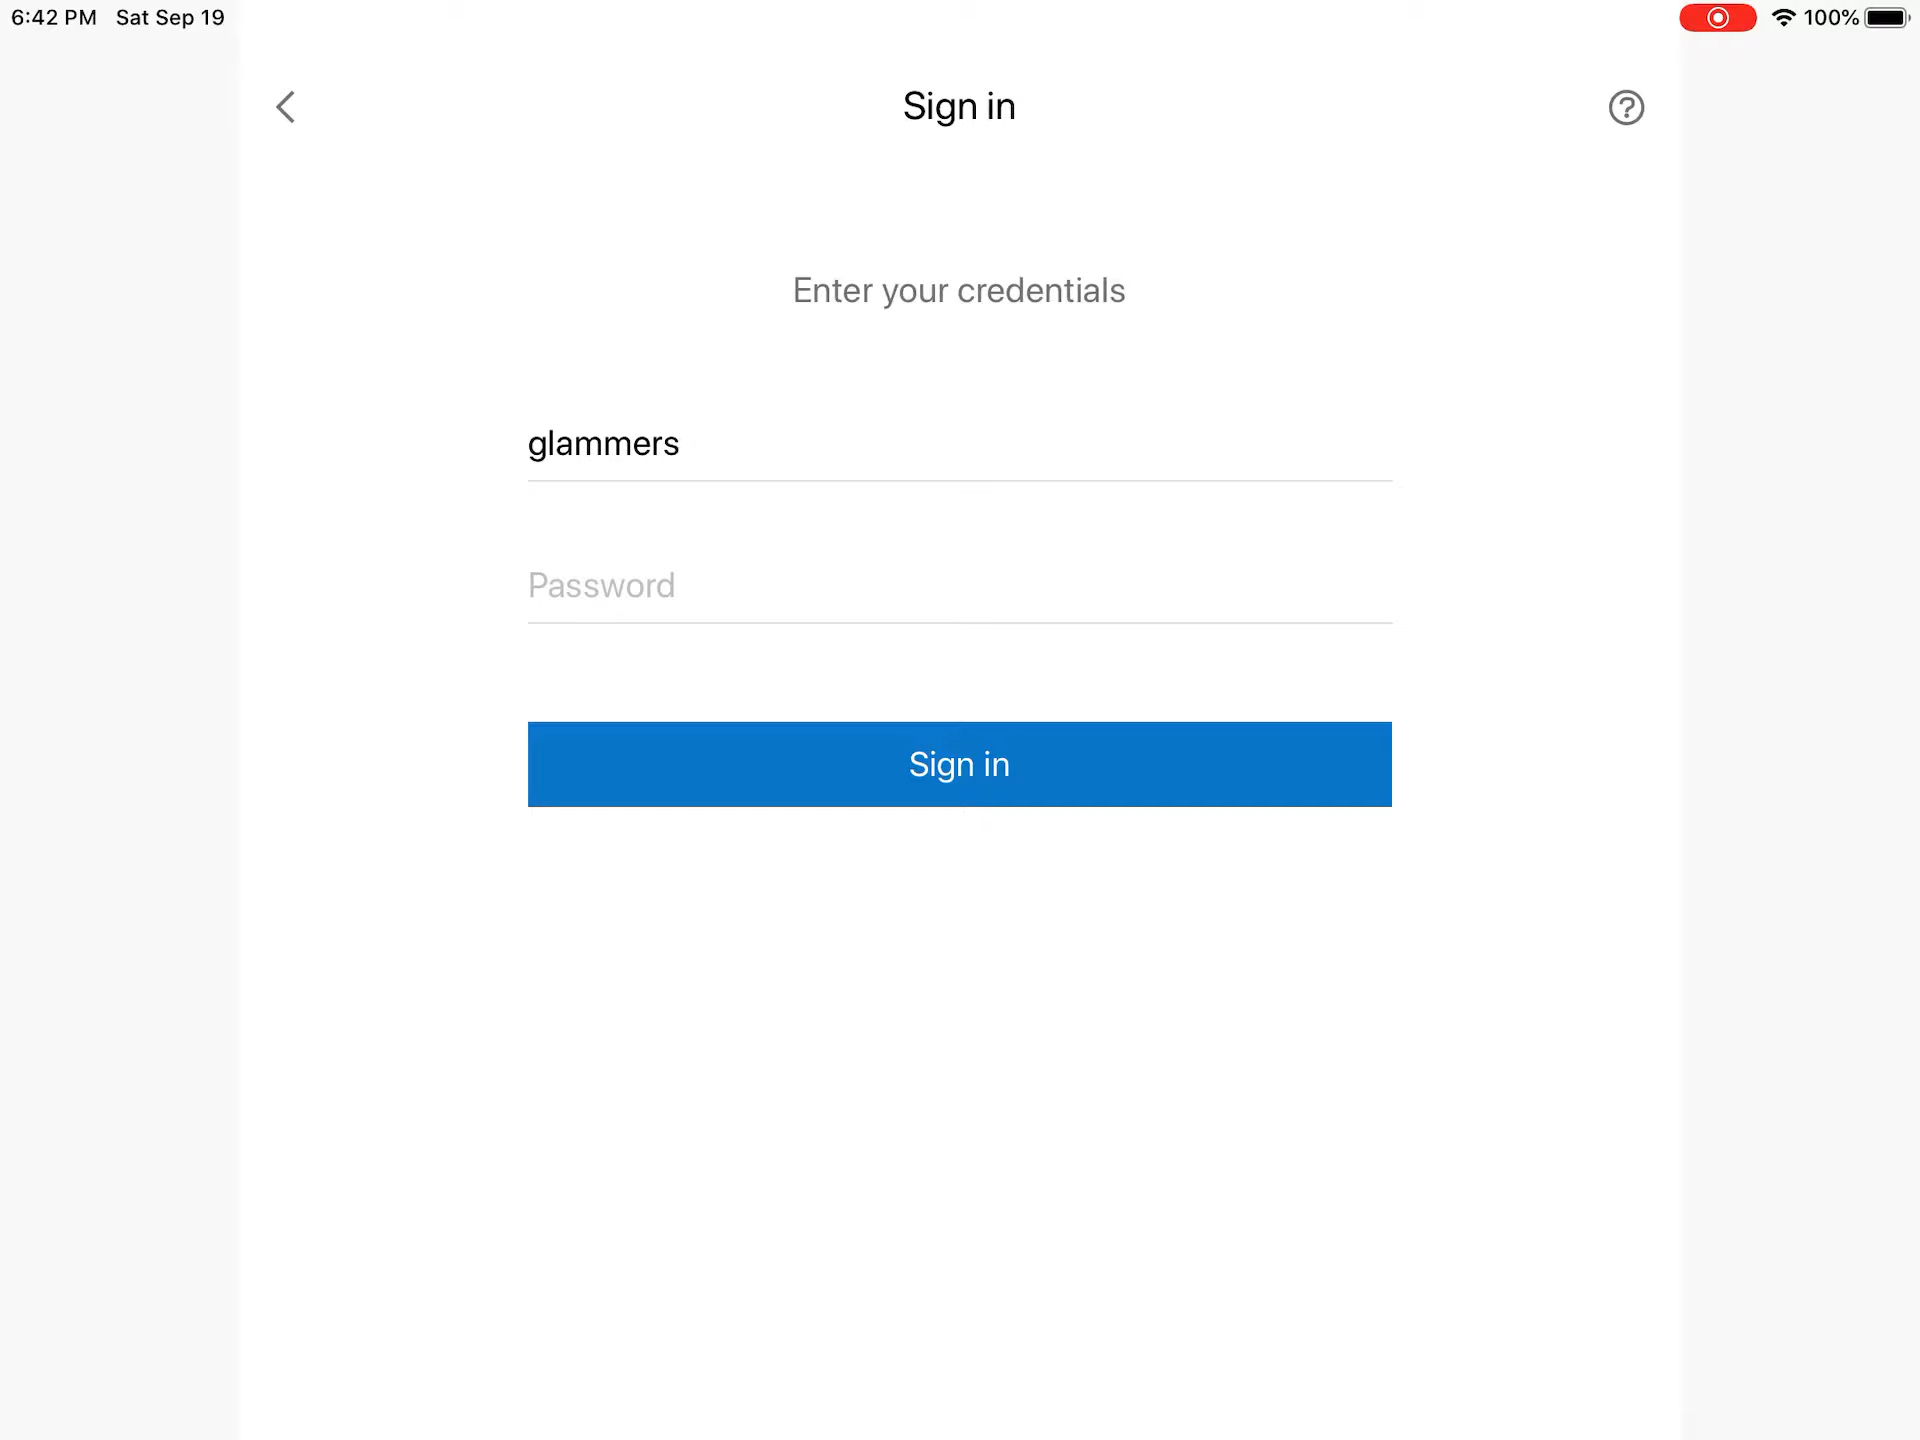 6:42 PM Sat Sep 19
100%
Sign in
Enter your credentials
glammers
Password
Sign in